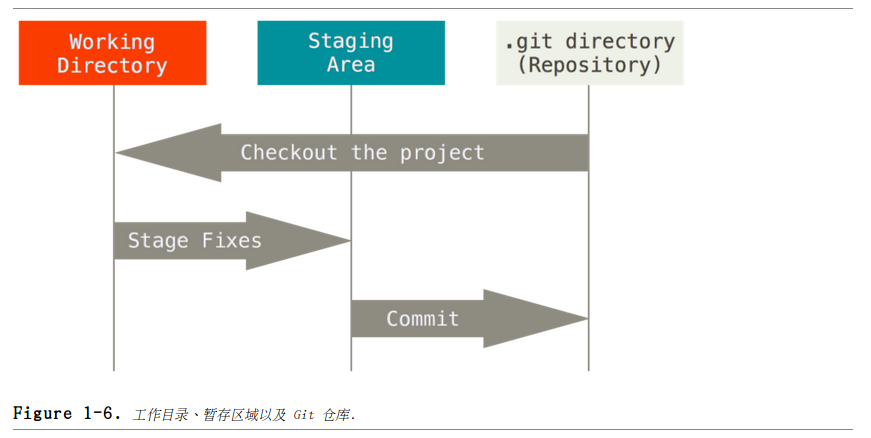 Working
Directory
Staging
Area
.git directory
(Repository)
Checkout the project
Stage Fixes
Commit
Figure 1-6. 工作目录、暂存区域以及 Git 仓库.